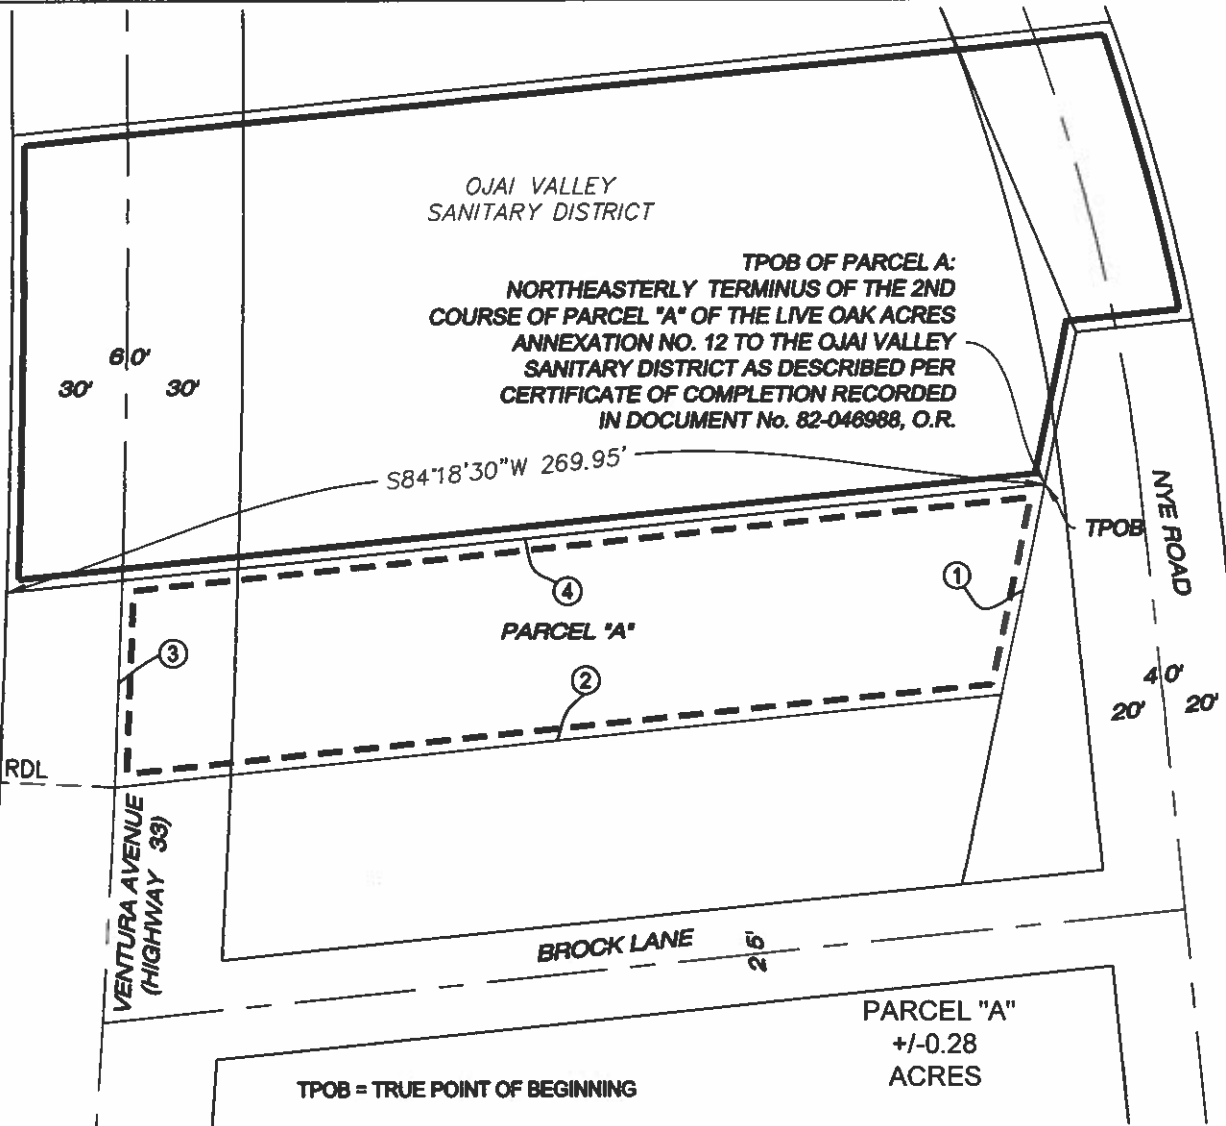 OJAI VALLEY
SANITARY DISTRICT
TPOB OF PARCEL A:
NORTHEASTERLY TERMINUS OF THE 2ND
COURSE OF PARCEL "A" OF THE LIVE OAK ACRES
ANNEXATION NO. 12 TO THE OJAI VALLEY
SANITARY DISTRICT AS DESCRIBED PER
CERTIFICATE OF COMPLETION RECORDED
IN DOCUMENT No. 82-046988, O.R.
60'
30' 30'
S84°18'30"W 269.95'
NYE ROAD
TPOB
1
4
PARCEL "A"
3
2
40'
20' 20'
RDL
VENTURA AVENUE
(HIGHWAY 33)
BROCK LANE
25'
PARCEL "A"
+/-0.28
ACRES
TPOB = TRUE POINT OF BEGINNING